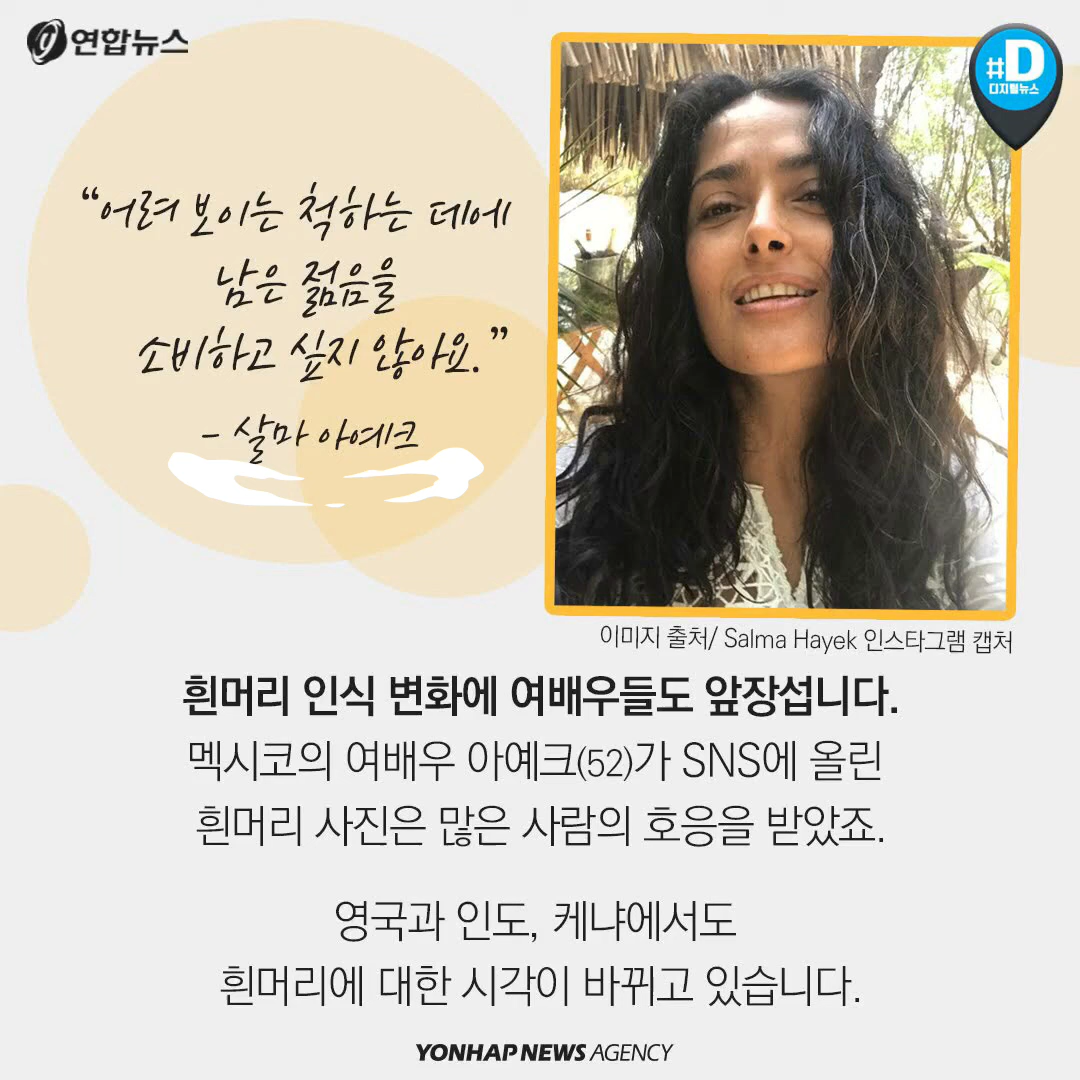 연합뉴스
#D
디지털뉴스
“어려 보이는 척하는 데에
남은 젊음을
소비하고 싶지 않아요.”
- 살마 아예크
이미지 출처/ Salma Hayek 인스타그램 캡처
흰머리 인식 변화에 여배우들도 앞장섭니다.
멕시코의 여배우 아예크(52)가 SNS에 올린
흰머리 사진은 많은 사람의 호응을 받았죠.
영국과 인도, 케냐에서도
흰머리에 대한 시각이 바뀌고 있습니다.
YONHAP NEWS AGENCY